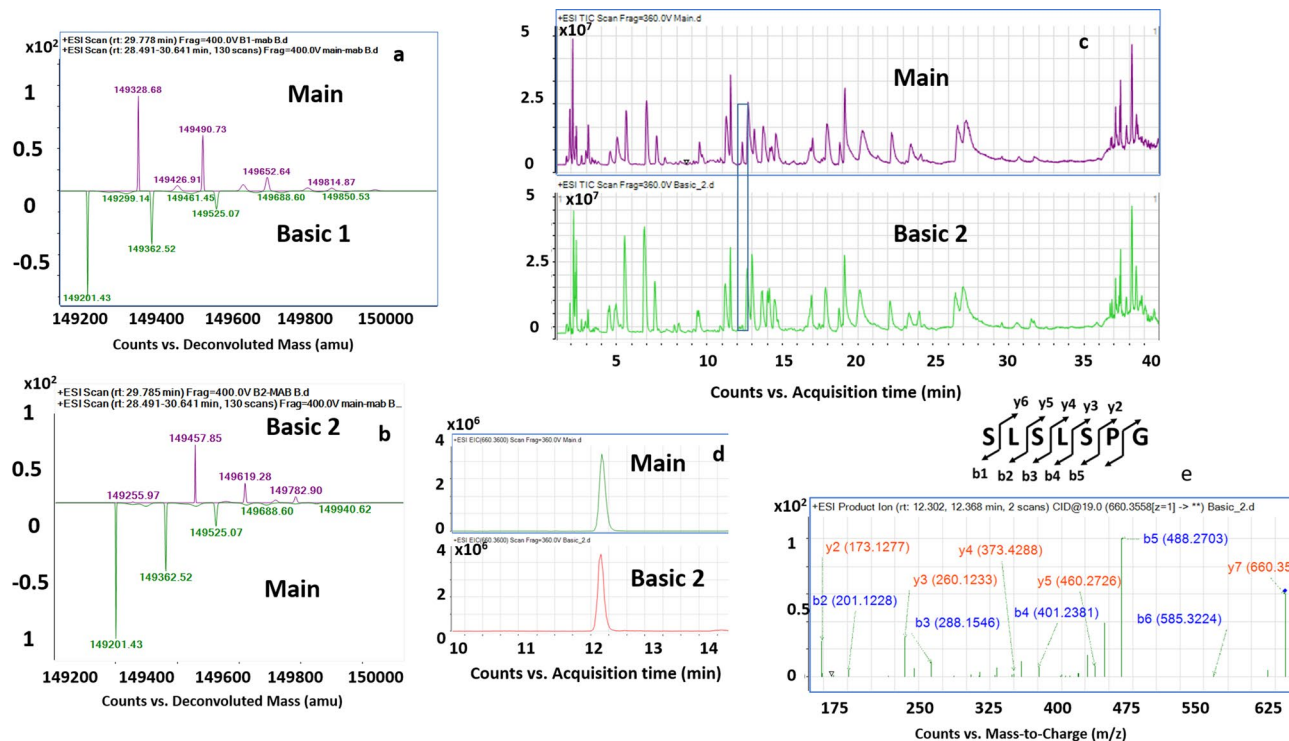 +ESI Scan (rt: 29.778 min) Frag=400.0V B1-mab B.d
+ESI Scan (rt: 28.491-30.641 min, 130 scans) Frag=400.0V main-mab B.d
x10²
a
Main
149328.68
1
149490.73
0.5
149426.91
149652.64
149814.87
149299.14
149461.45
149688.60
149850.53
0
149525.07
Basic 1
149362.52
-0.5
149201.43
149200 149400 149600 149800 150000
Counts vs. Deconvoluted Mass (amu)
+ESI Scan (rt: 29.785 min) Frag=400.0V B2-MAB B.d
+ESI Scan (rt: 28.491-30.641 min, 130 scans) Frag=400.0V main-mab B...
x10²
1
Basic 2
b
149457.85
0.5
149619.28
149255.97
149782.90
149688.60
149940.62
0
149525.07
149362.52
Main
-0.5
149201.43
1
149200 149400 149600 149800 150000
Counts vs. Deconvoluted Mass (amu)
+ESI TIC Scan Frag=360.0V Main.d
x10⁷
c
5
Main
2.5
0
+ESI TIC Scan Frag=360.0V Basic_2.d
x10⁷
1 1
5
Basic 2
2.5
0
5 10 15 20 25 30 35 40
Counts vs. Acquisition time (min)
x10⁶
+ESI EIC(660.3600) Scan Frag=360.0V Main.d
4
Main
d
2
0
x10⁶
+ESI EIC(660.3600) Scan Frag=360.0V Basic_2.d
4
Basic 2
2
0
10 11 12 13 14
Counts vs. Acquisition time (min)
y6 y5 y4 y3 y2
S L S L S P G
b1 b2 b3 b4 b5
e
x10²
+ESI Product Ion (rt: 12.302, 12.368 min, 2 scans) CID@19.0 (660.3558[z=1] -> **) Basic_2.d
1
b5 (488.2703)
y2 (173.1277)
y4 (373.4288)
y7 (660.35
y3 (260.1233)
y5 (460.2726)
b2 (201.1228)
b4 (401.2381)
b6 (585.3224)
0.5
b3 (288.1546)
0
175 250 325 400 475 550 625
Counts vs. Mass-to-Charge (m/z)